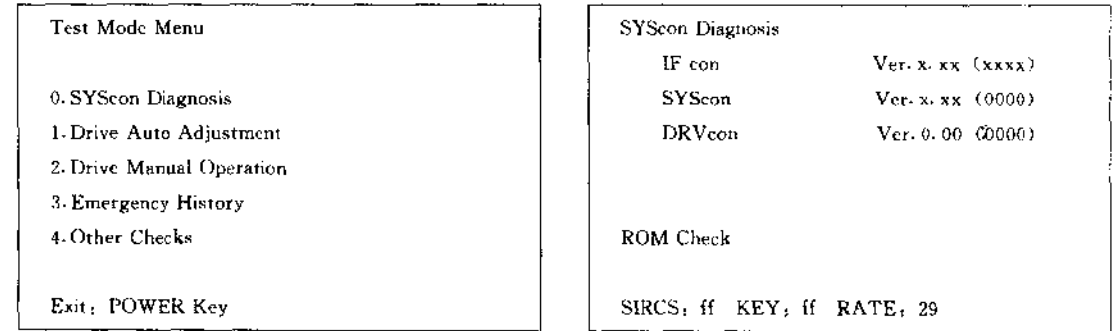 Test Mode Menu
0. SYScon Diagnosis
1. Drive Auto Adjustment
2. Drive Manual Operation
3. Emergency History
4. Other Checks
Exit: POWER Key
SYScon Diagnosis
IF con Ver. x. xx (xxxx)
SYScon Ver. x. xx (0000)
DRVcon Ver. 0. 00 (0000)
ROM Check
SIRCS: ff KEY: ff RATE: 29